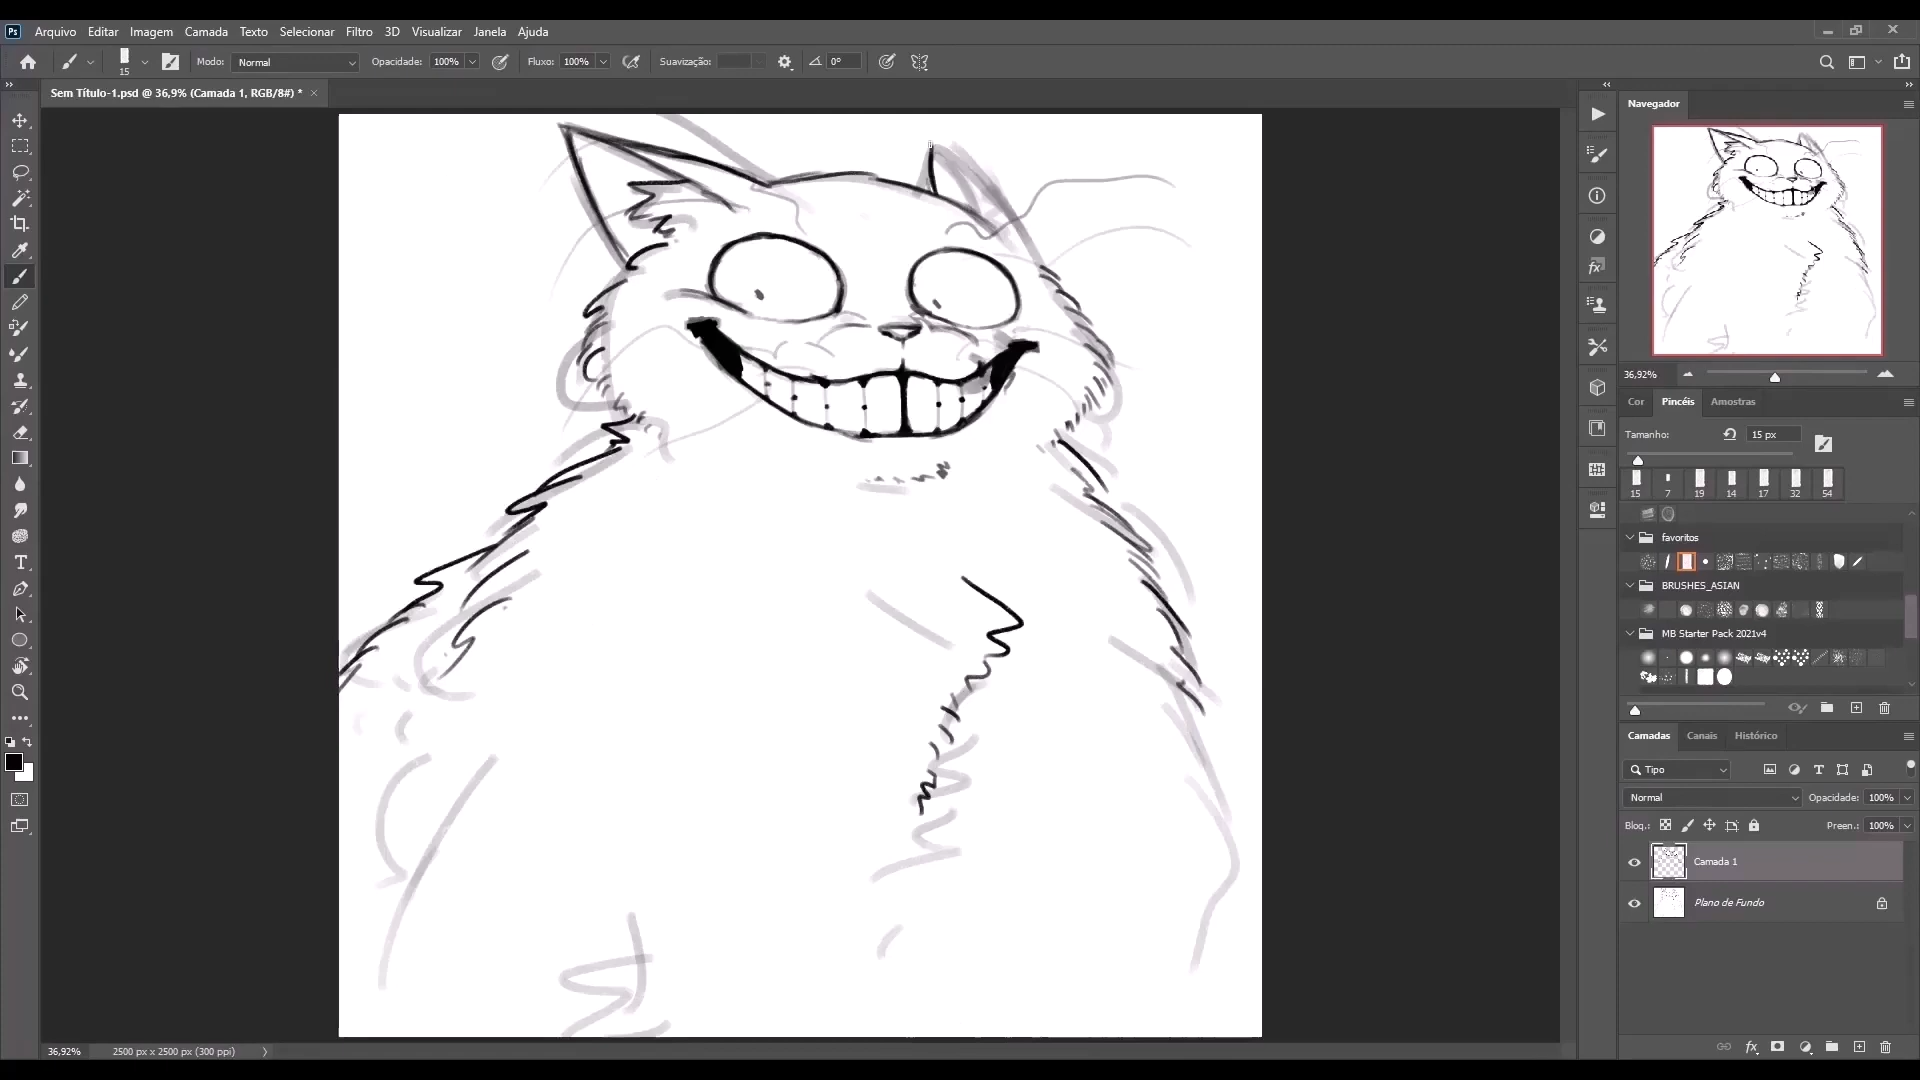 Ps Arquivo Editar Imagem Camada Texto Selecionar Filtro 3D Visualizar Janela Ajuda
15 Modo: Normal Opacidade: 100% Fluxo: 100% Suavização: 0°
Sem Título-1.psd @ 36,9% (Camada 1, RGB/8#) * ×
Navegador
36,92%
Cor Pincéis Amostras
Tamanho: 15 px
15 7 19 14 17 32 54
favoritos
BRUSHES_ASIAN
MB Starter Pack 2021v4
Camadas Canais Histórico
Tipo
Normal Opacidade: 100%
Bloq.: Preen.: 100%
Camada 1
Plano de Fundo
36,92% 2500 px x 2500 px (300 ppi)